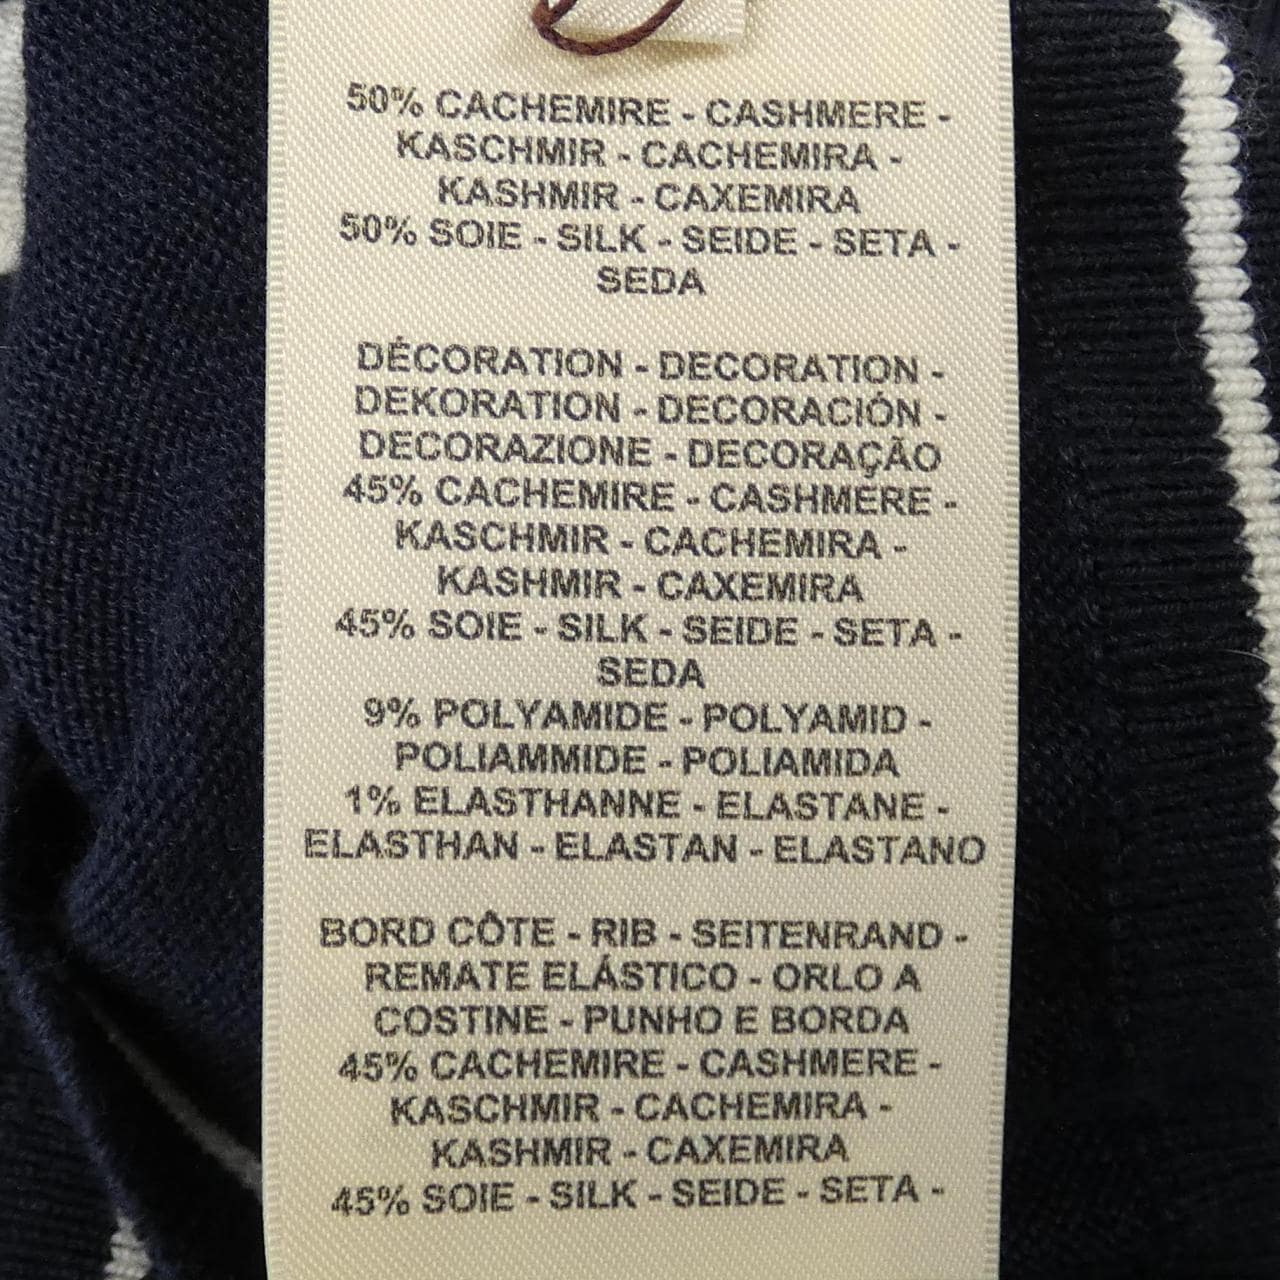 50% CACHEMIRE - CASHMERE -
KASCHMIR - CACHEMIRA -
KASHMIR - CAXEMIRA
50% SOIE - SILK - SEIDE - SETA -
SEDA
DÉCORATION - DECORATION -
DEKORATION - DECORACIÓN -
DECORAZIONE - DECORAÇÃO
45% CACHEMIRE - CASHMERE -
KASCHMIR - CACHEMIRA -
KASHMIR - CAXEMIRA
45% SOIE - SILK - SEIDE - SETA -
SEDA
9% POLYAMIDE - POLYAMID -
POLIAMMIDE - POLIAMIDA
1% ELASTHANNE - ELASTANE -
ELASTHAN - ELASTAN - ELASTANO
BORD CÔTE - RIB - SEITENRAND -
REMATE ELÁSTICO - ORLO A
COSTINE - PUNHO E BORDA
45% CACHEMIRE - CASHMERE -
KASCHMIR - CACHEMIRA -
KASHMIR - CAXEMIRA
45% SOIE - SILK - SEIDE - SETA -